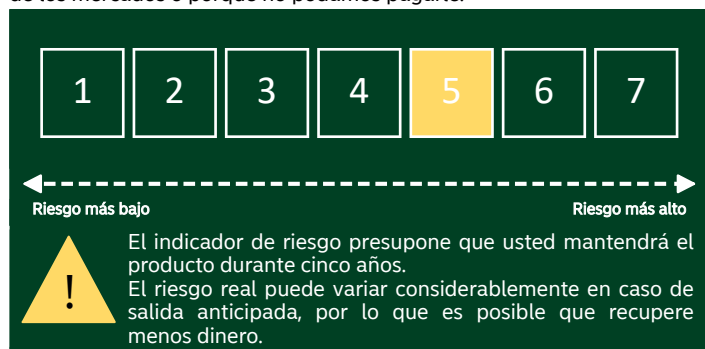 1 2 3 4 5 6 7
Riesgo más bajo Riesgo más alto
!
El indicador de riesgo presupone que usted mantendrá el
producto durante cinco años.
El riesgo real puede variar considerablemente en caso de
salida anticipada, por lo que es posible que recupere
menos dinero.